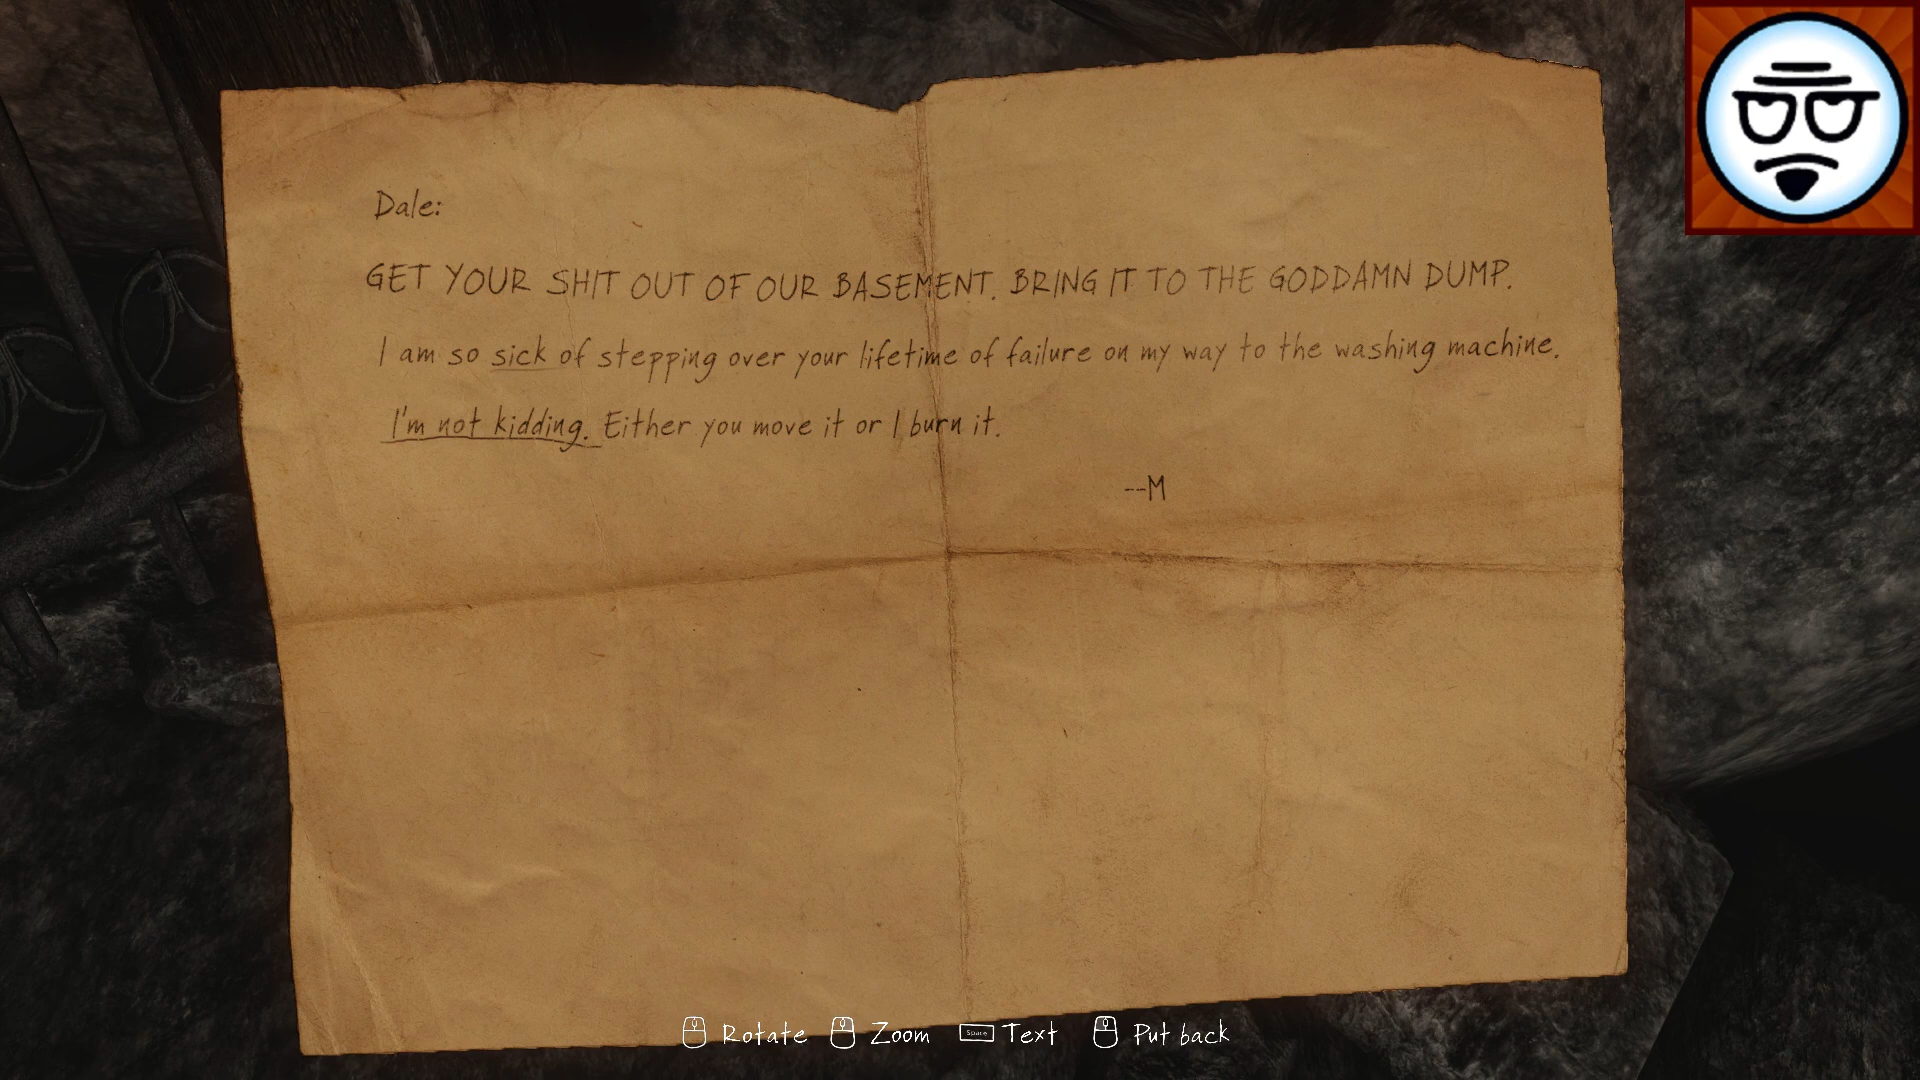 Dale:
GET YOUR SHIT OUT OF OUR BASEMENT. BRING IT TO THE GODDAMN DUMP.
I am so sick of stepping over your lifetime of failure on my way to the washing machine.
I'm not kidding. Either you move it or I burn it.
--M
Rotate Zoom Space Text Put back